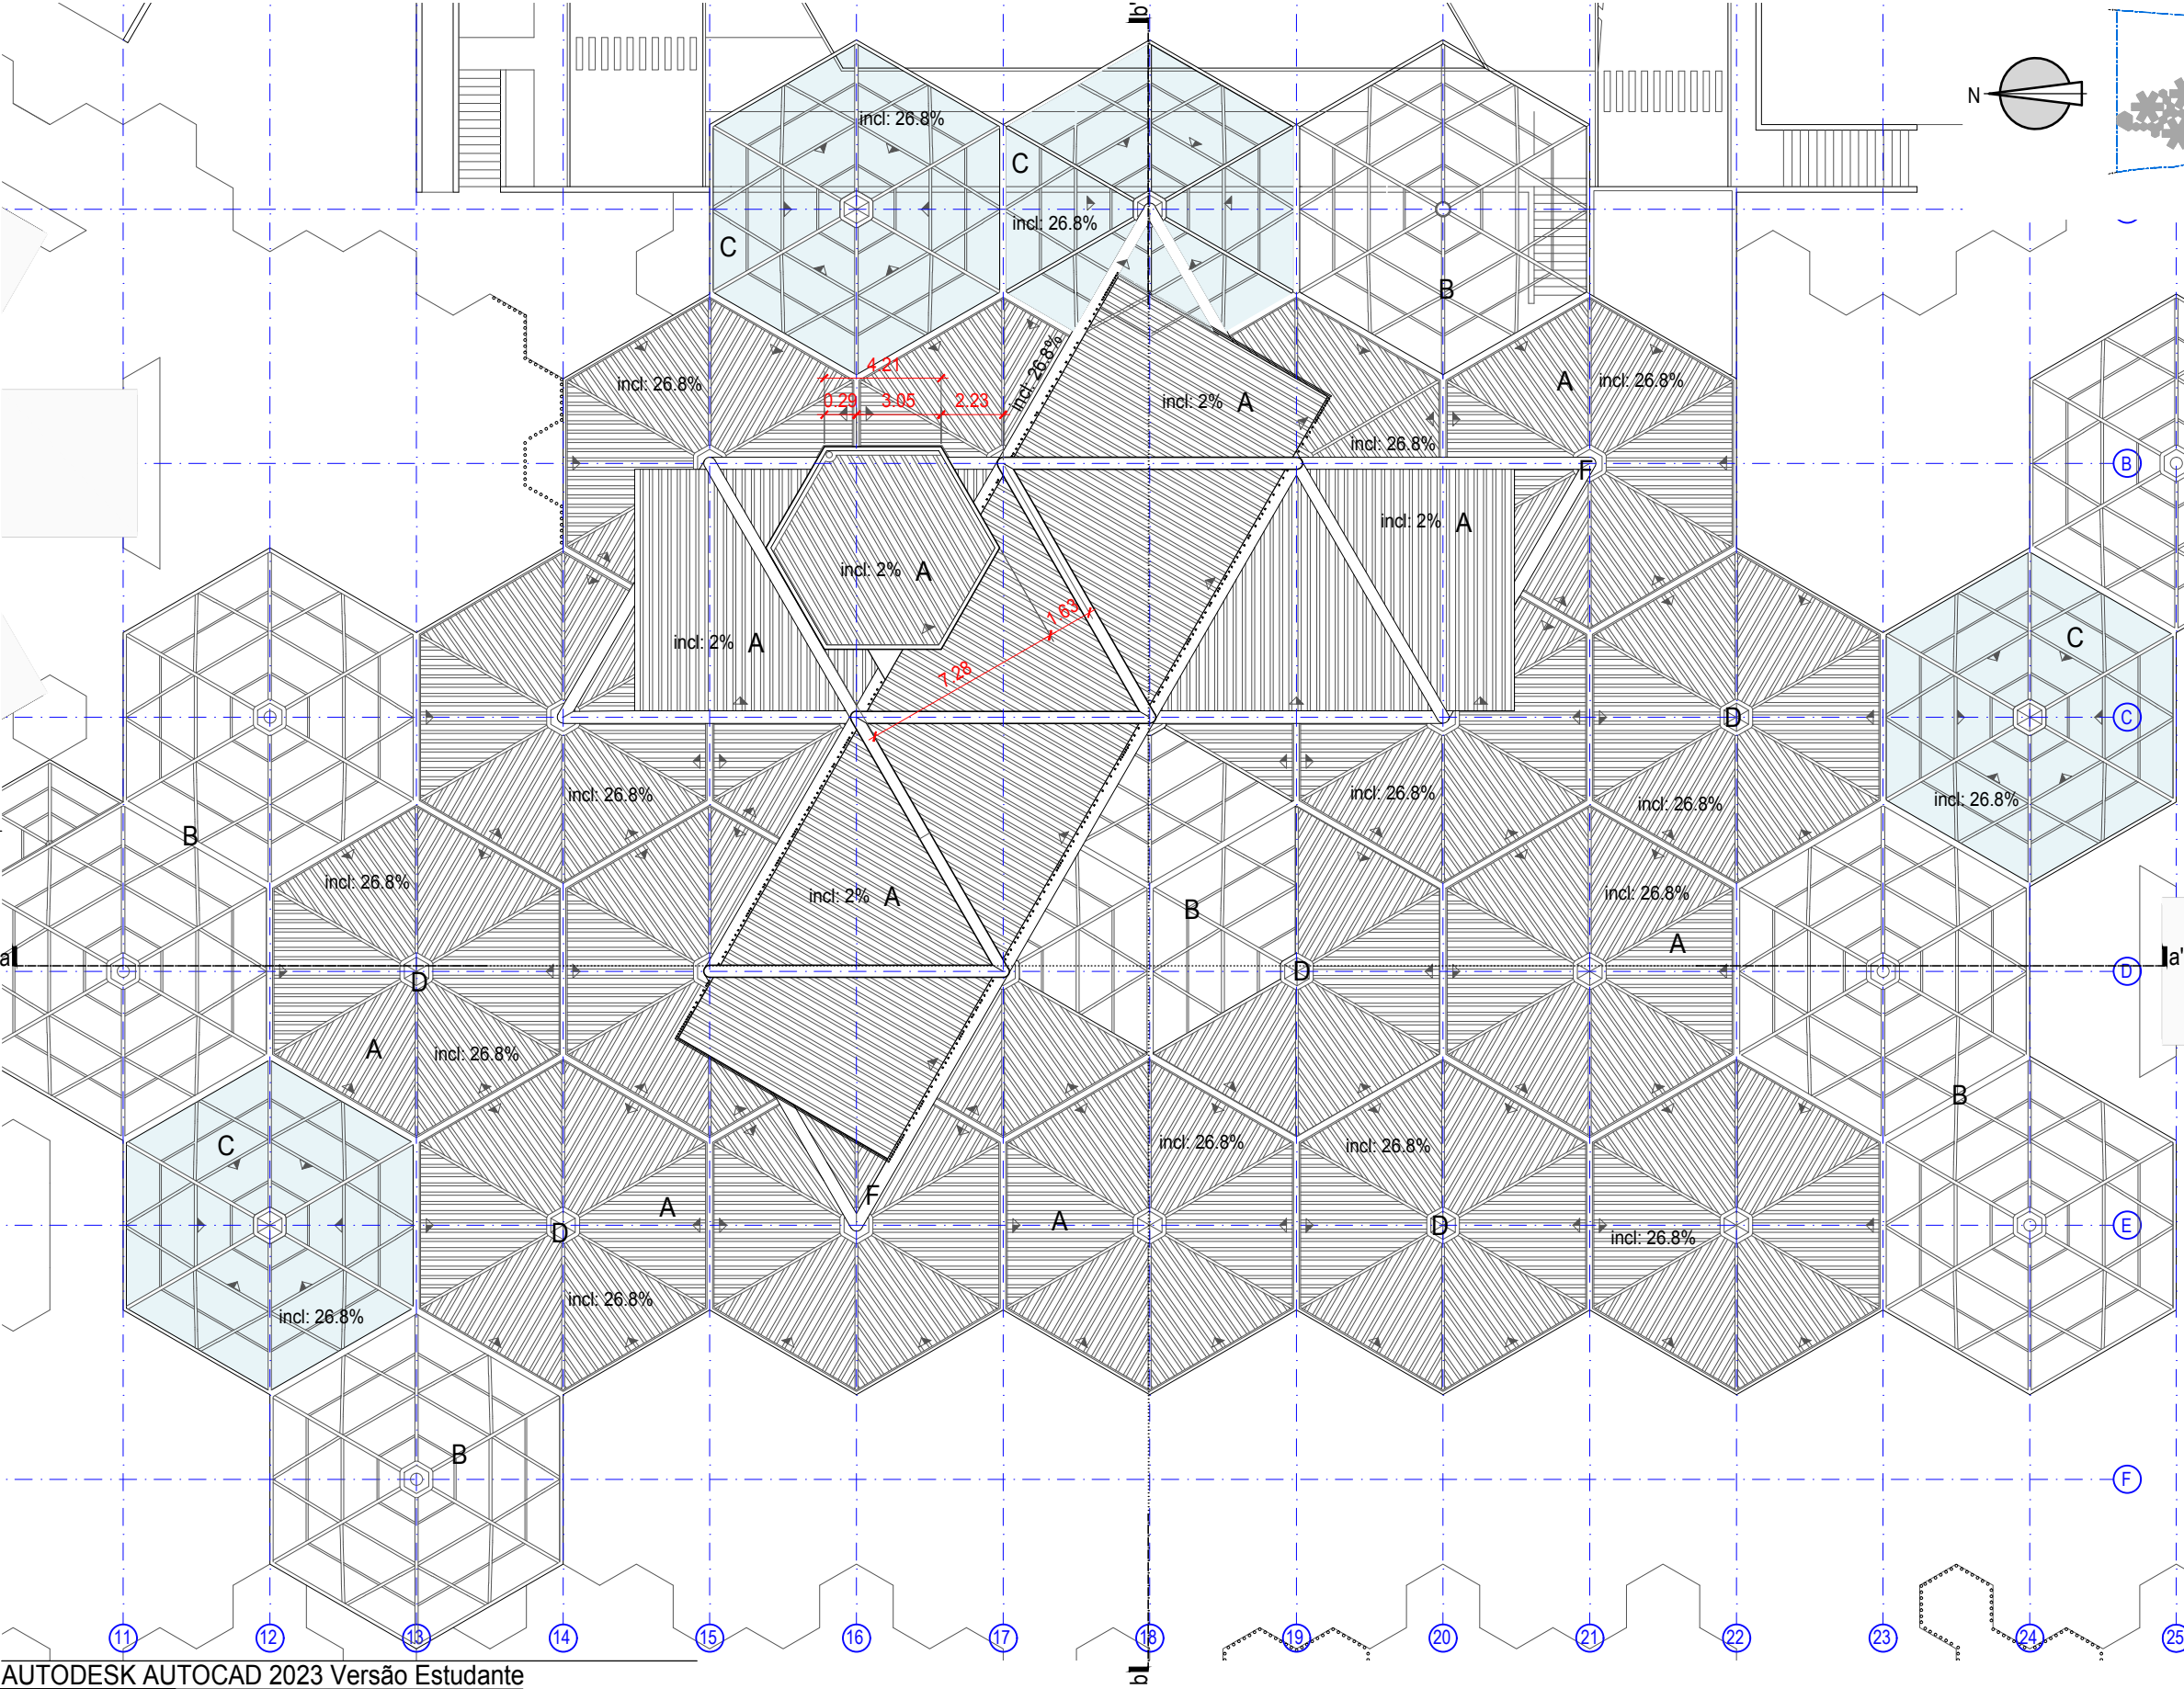 b'
N
incl: 26.8%
C
incl: 26.8%
C
B
4.21
0.29 3.05 2.23
incl: 26.8%
incl: 26.8%
incl: 2% A
A incl: 26.8%
incl: 26.8%
F
B
incl: 2% A
incl: 2% A
1.63
7.28
incl: 2% A
C
D
C
incl: 26.8%
incl: 26.8%
incl: 26.8%
incl: 26.8%
B
incl: 26.8%
incl: 2% A
B
incl: 26.8%
A
a
D
D
a'
D
A
incl: 26.8%
B
C
incl: 26.8%
incl: 26.8%
F
A
A
D
D
incl: 26.8%
E
incl: 26.8%
incl: 26.8%
B
F
11 12 13 14 15 16 17 18 19 20 21 22 23 24 25
b
AUTODESK AUTOCAD 2023 Versão Estudante